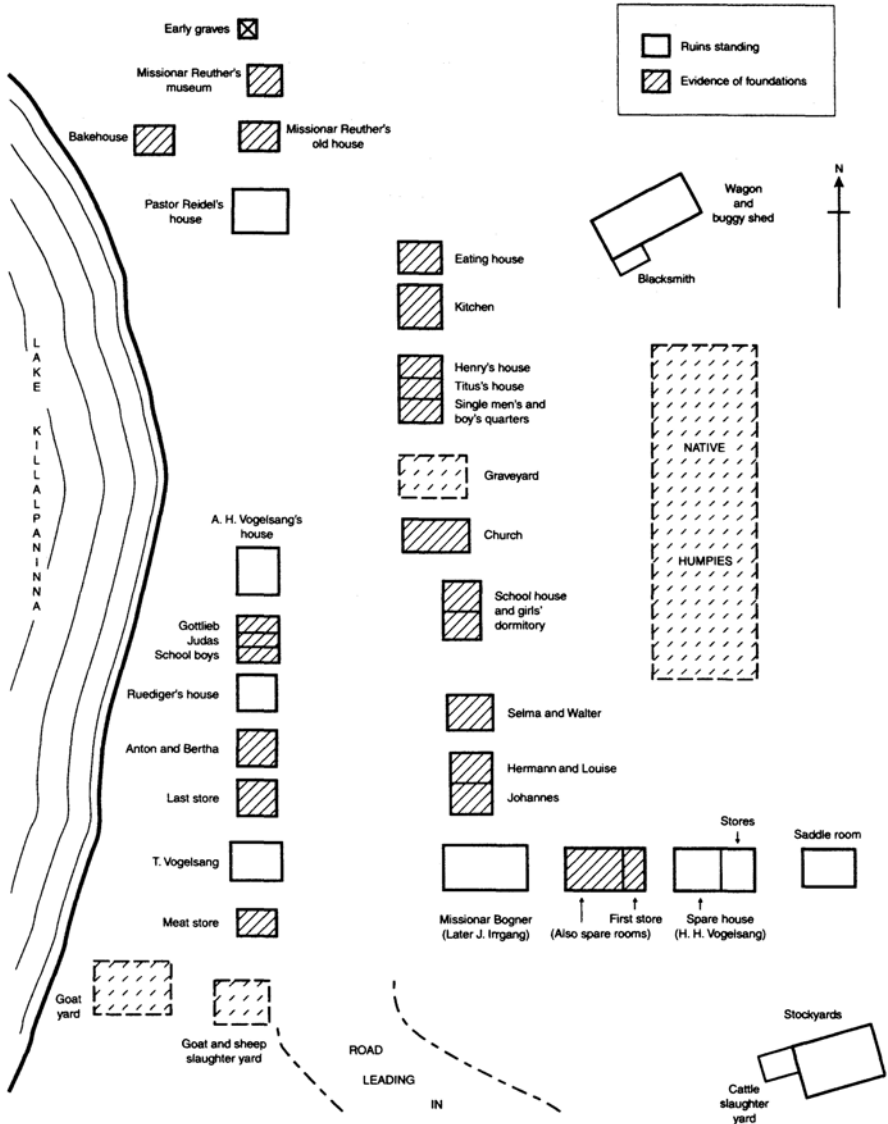 Early graves
Ruins standing
Evidence of foundations
Missionar Reuther's
museum
Bakehouse
Missionar Reuther's
old house
N
Pastor Reidel's
house
Wagon
and
buggy shed
Blacksmith
Eating house
Kitchen
LAKE KILLALPANINNA
Henry's house
Titus's house
Single men's and
boy's quarters
NATIVE
HUMPIES
Graveyard
Church
A. H. Vogelsang's
house
School house
and girls'
dormitory
Gottlieb
Judas
School boys
Ruediger's house
Selma and Walter
Anton and Bertha
Hermann and Louise
Johannes
Last store
Stores
Saddle room
T. Vogelsang
Missionar Bogner
(Later J. Irrgang)
First store
(Also spare rooms)
Spare house
(H. H. Vogelsang)
Meat store
Goat
yard
Goat and sheep
slaughter yard
ROAD
LEADING
IN
Stockyards
Cattle
slaughter
yard